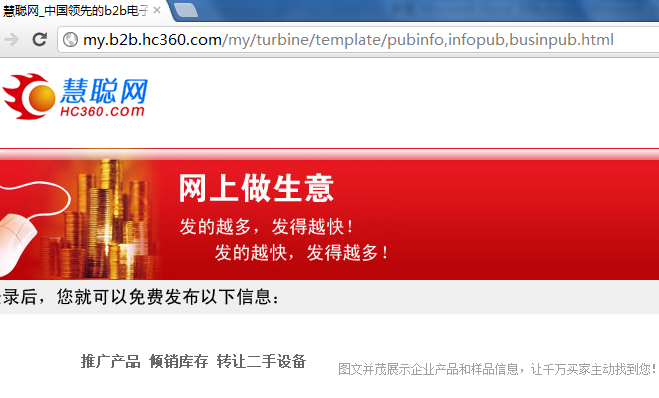 慧聪网_中国领先的b2b电子
my.b2b.hc360.com/my/turbine/template/pubinfo,infopub,businpub.html
慧聪网
HC360.com
网上做生意
发的越多，发得越快！
发的越快，发得越多！
录后，您就可以免费发布以下信息：
推广产品 倾销库存 转让二手设备
图文并茂展示企业产品和样品信息，让千万买家主动找到您！